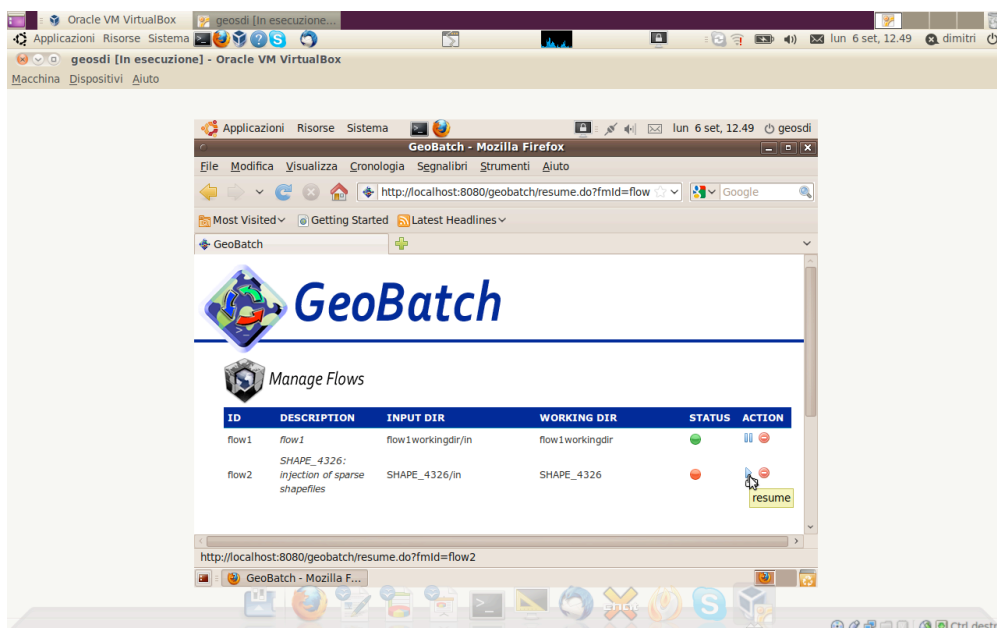 Oracle VM VirtualBox geosdi [In esecuzione...
Applicazioni Risorse Sistema lun 6 set, 12.49 dimitri
geosdi [In esecuzione] - Oracle VM VirtualBox
Macchina Dispositivi Aiuto
Applicazioni Risorse Sistema lun 6 set, 12.49 geosdi
GeoBatch - Mozilla Firefox
File Modifica Visualizza Cronologia Segnalibri Strumenti Aiuto
http://localhost:8080/geobatch/resume.do?fmId=flow Google
Most Visited Getting Started Latest Headlines
GeoBatch
GeoBatch
Manage Flows
ID DESCRIPTION INPUT DIR WORKING DIR STATUS ACTION
flow1 flow1 flow1workingdir/in flow1workingdir
SHAPE_4326:
flow2 injection of sparse SHAPE_4326/in SHAPE_4326
shapefiles
resume
http://localhost:8080/geobatch/resume.do?fmId=flow2
GeoBatch - Mozilla F...
Ctrl destr